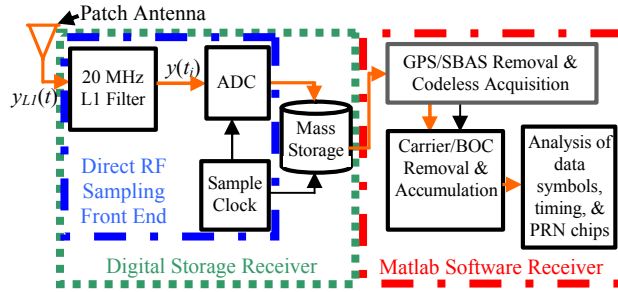 Patch Antenna
y_L1(t)
20 MHz
L1 Filter
y(t_i)
ADC
Mass
Storage
Sample
Clock
Direct RF
Sampling
Front End
Digital Storage Receiver
GPS/SBAS Removal &
Codeless Acquisition
Carrier/BOC
Removal &
Accumulation
Analysis of
data
symbols,
timing, &
PRN chips
Matlab Software Receiver